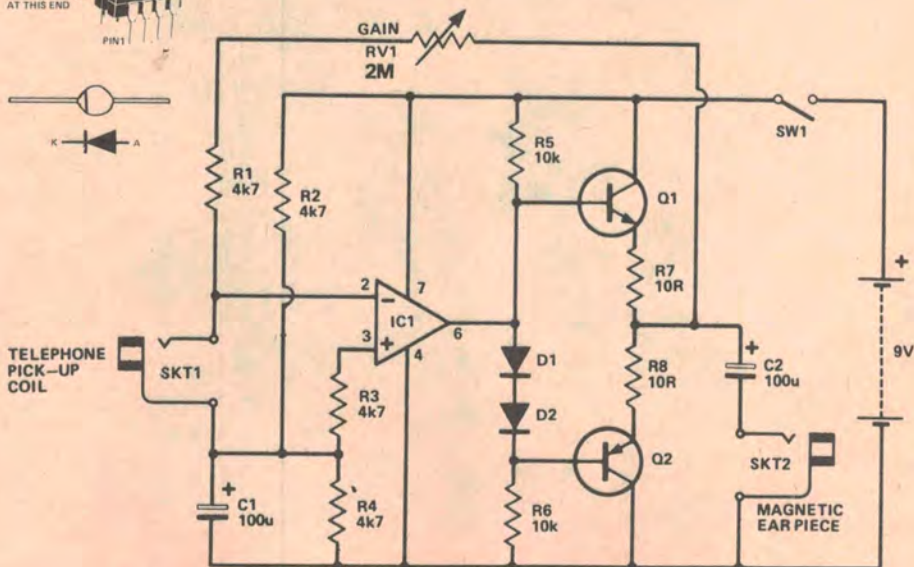 AT THIS END
PIN1
K
A
GAIN
RV1
2M
SW1
R1
4k7
R2
4k7
R5
10k
Q1
R7
10R
2
7
IC1
6
3
4
+
9V
TELEPHONE
PICK–UP
COIL
SKT1
R3
4k7
D1
D2
R8
10R
+
C2
100u
Q2
SKT2
+
C1
100u
R4
4k7
R6
10k
MAGNETIC
EAR PIECE